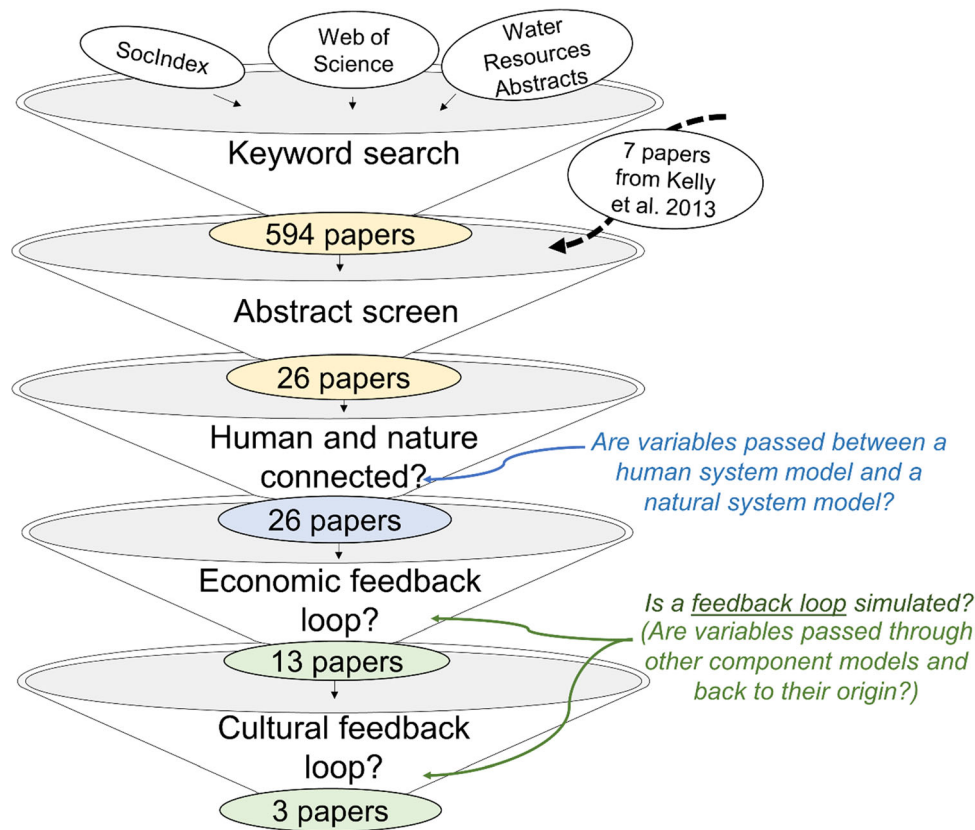 SocIndex
Web of
Science
Water
Resources
Abstracts
Keyword search
7 papers
from Kelly
et al. 2013
594 papers
Abstract screen
26 papers
Human and nature
connected?
Are variables passed between a
human system model and a
natural system model?
26 papers
Economic feedback
loop?
Is a feedback loop simulated?
(Are variables passed through
other component models and
back to their origin?)
13 papers
Cultural feedback
loop?
3 papers